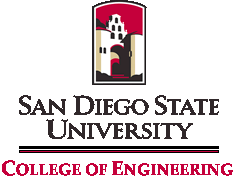 SAN DIEGO STATE
UNIVERSITY
COLLEGE OF ENGINEERING